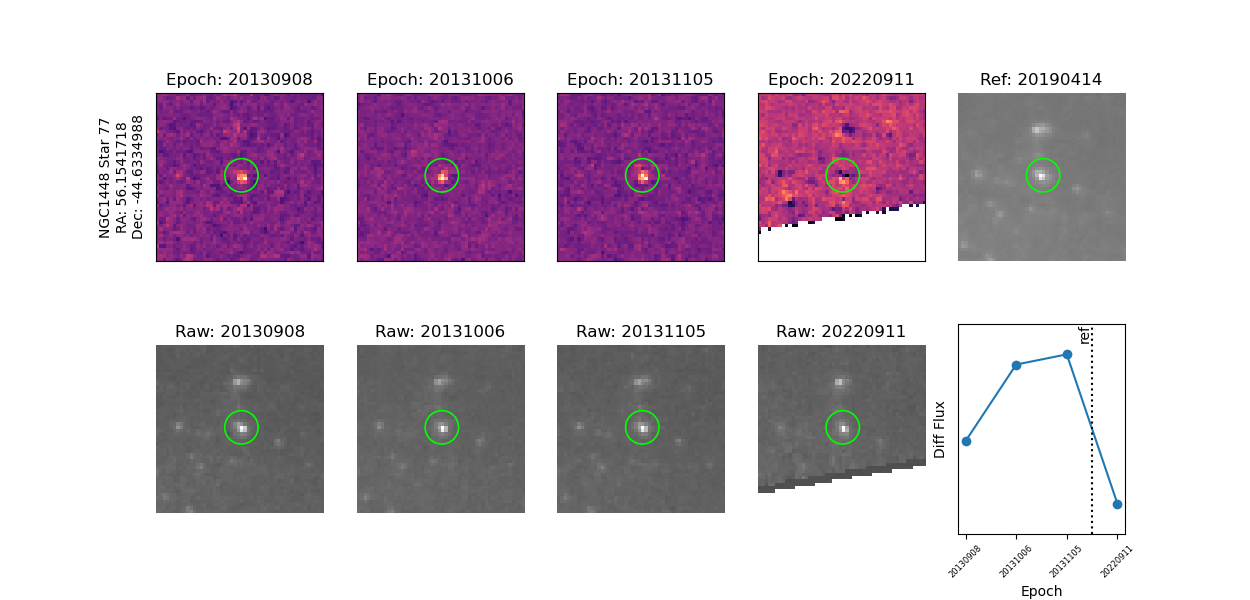 Epoch: 20130908
Epoch: 20131006
Epoch: 20131105
Epoch: 20220911
Ref: 20190414
NGC1448 Star 77
RA: 56.1541718
Dec: -44.6334988
Raw: 20130908
Raw: 20131006
Raw: 20131105
Raw: 20220911
ref
Diff Flux
20130908
20131006
20131105
20220911
Epoch